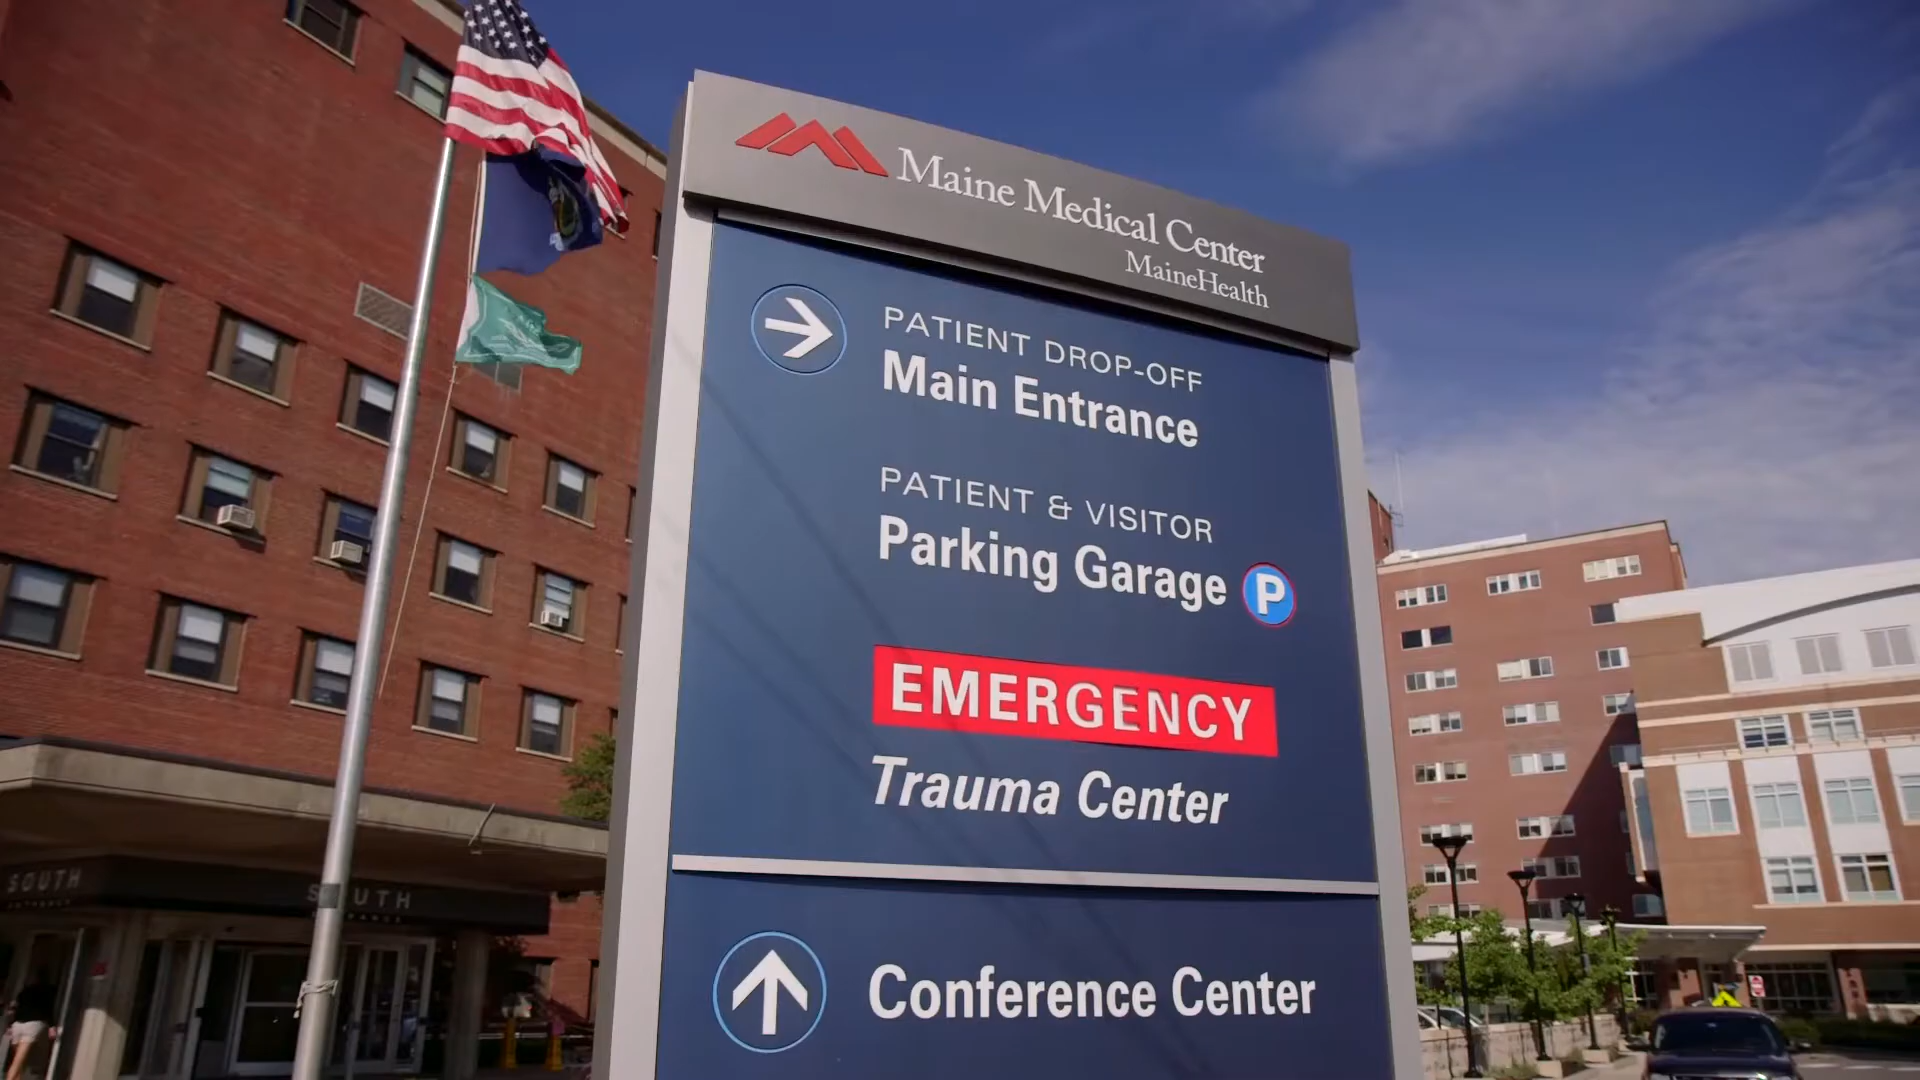 Maine Medical Center
MaineHealth
PATIENT DROP-OFF
Main Entrance
PATIENT & VISITOR
Parking Garage P
EMERGENCY
Trauma Center
Conference Center
SOUTH
SOUTH